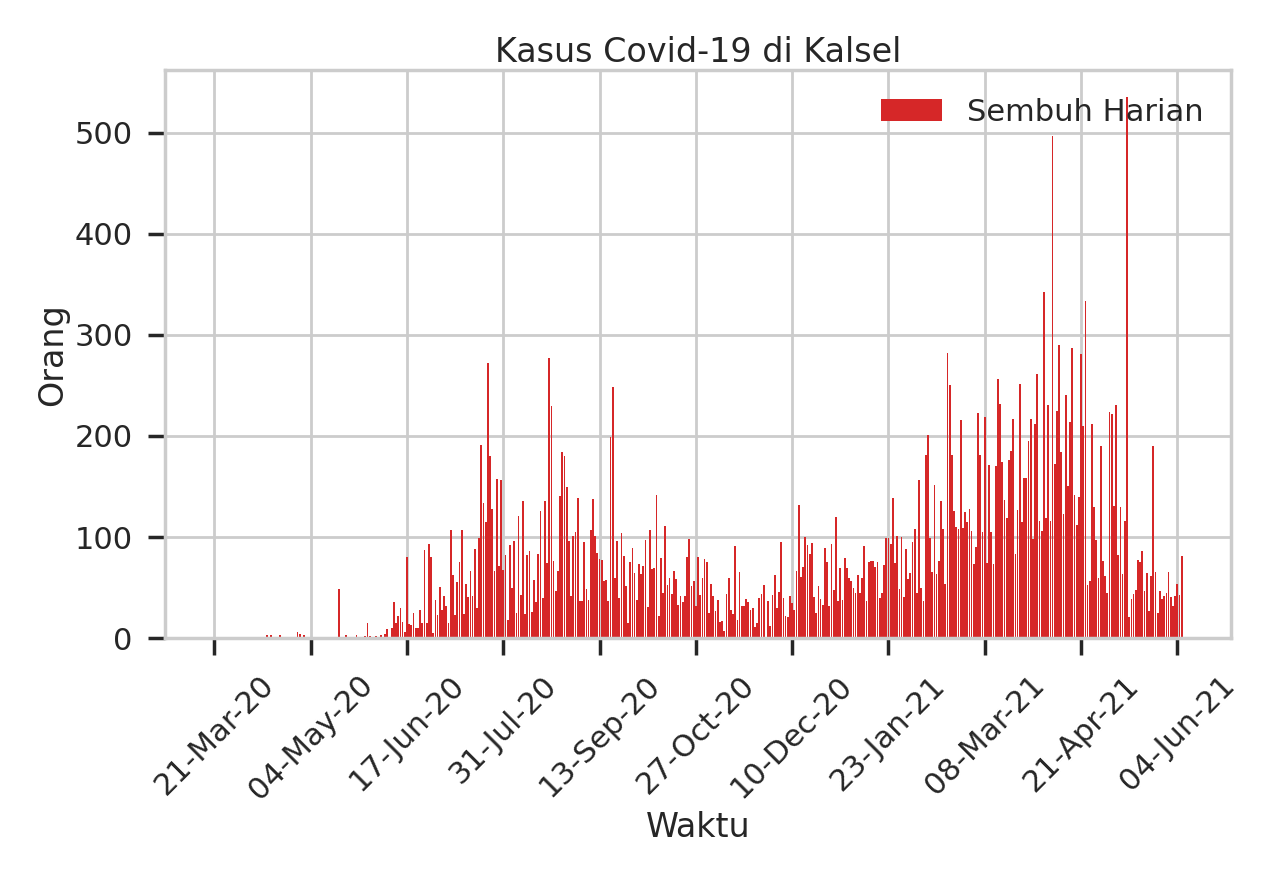 Kasus Covid-19 di Kalsel
Sembuh Harian
Orang
500
400
300
200
100
0
21-Mar-20
04-May-20
17-Jun-20
31-Jul-20
13-Sep-20
27-Oct-20
10-Dec-20
23-Jan-21
08-Mar-21
21-Apr-21
04-Jun-21
Waktu